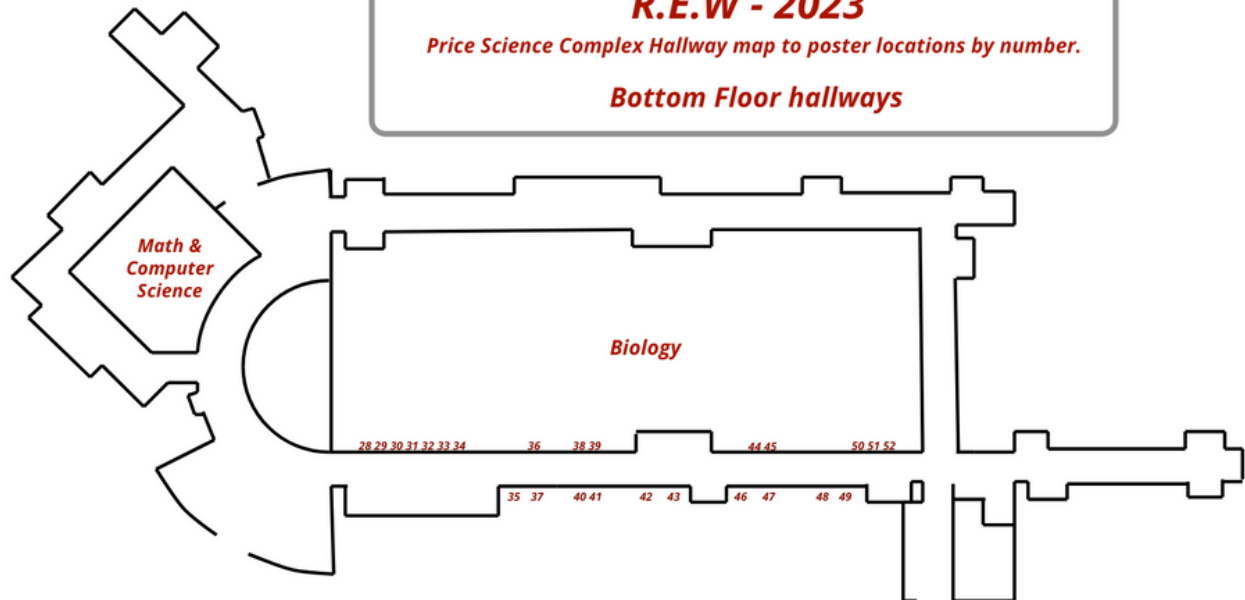 R.E.W - 2023
Price Science Complex Hallway map to poster locations by number.
Bottom Floor hallways
Math &
Computer
Science
Biology
28 29 30 31 32 33 34 36 38 39 44 45 50 51 52
35 37 40 41 42 43 46 47 48 49